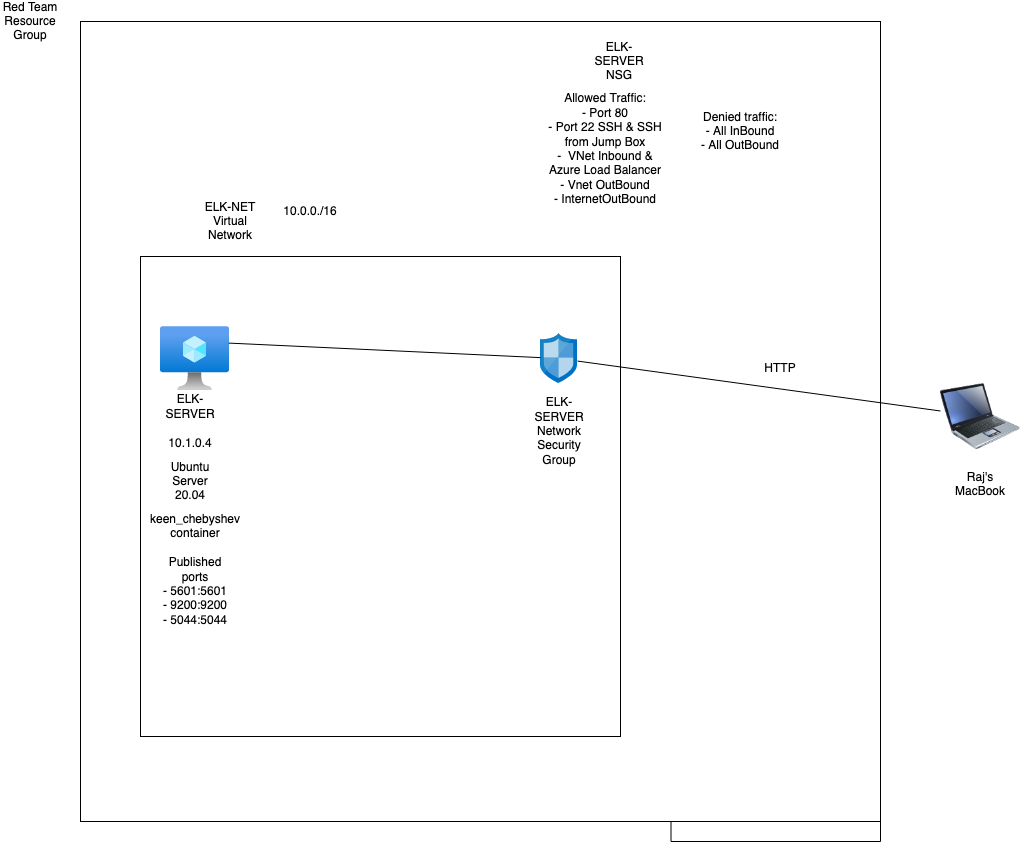 Red Team
Resource
Group
ELK-
SERVER
NSG
Allowed Traffic:
- Port 80
- Port 22 SSH & SSH
from Jump Box
- VNet Inbound &
Azure Load Balancer
- Vnet OutBound
- InternetOutBound
Denied traffic:
- All InBound
- All OutBound
ELK-NET
Virtual
Network
10.0.0./16
ELK-
SERVER
10.1.0.4
Ubuntu
Server
20.04
keen_chebyshev
container
Published
ports
- 5601:5601
- 9200:9200
- 5044:5044
ELK-
SERVER
Network
Security
Group
HTTP
Raj's
MacBook